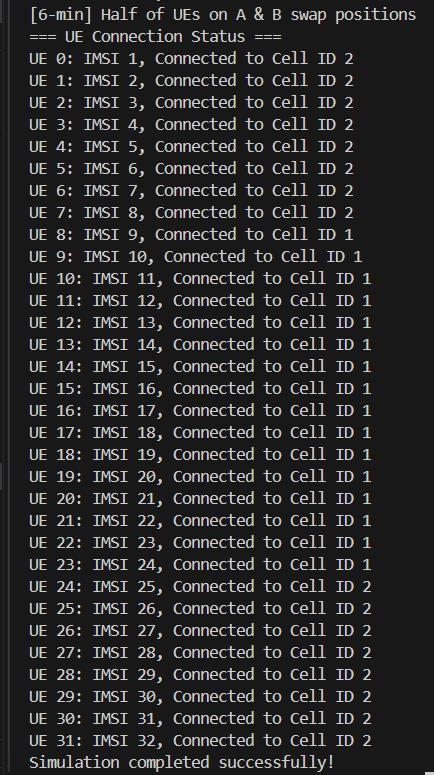 [6-min] Half of UEs on A & B swap positions
=== UE Connection Status ===
UE 0: IMSI 1, Connected to Cell ID 2
UE 1: IMSI 2, Connected to Cell ID 2
UE 2: IMSI 3, Connected to Cell ID 2
UE 3: IMSI 4, Connected to Cell ID 2
UE 4: IMSI 5, Connected to Cell ID 2
UE 5: IMSI 6, Connected to Cell ID 2
UE 6: IMSI 7, Connected to Cell ID 2
UE 7: IMSI 8, Connected to Cell ID 2
UE 8: IMSI 9, Connected to Cell ID 1
UE 9: IMSI 10, Connected to Cell ID 1
UE 10: IMSI 11, Connected to Cell ID 1
UE 11: IMSI 12, Connected to Cell ID 1
UE 12: IMSI 13, Connected to Cell ID 1
UE 13: IMSI 14, Connected to Cell ID 1
UE 14: IMSI 15, Connected to Cell ID 1
UE 15: IMSI 16, Connected to Cell ID 1
UE 16: IMSI 17, Connected to Cell ID 1
UE 17: IMSI 18, Connected to Cell ID 1
UE 18: IMSI 19, Connected to Cell ID 1
UE 19: IMSI 20, Connected to Cell ID 1
UE 20: IMSI 21, Connected to Cell ID 1
UE 21: IMSI 22, Connected to Cell ID 1
UE 22: IMSI 23, Connected to Cell ID 1
UE 23: IMSI 24, Connected to Cell ID 1
UE 24: IMSI 25, Connected to Cell ID 2
UE 25: IMSI 26, Connected to Cell ID 2
UE 26: IMSI 27, Connected to Cell ID 2
UE 27: IMSI 28, Connected to Cell ID 2
UE 28: IMSI 29, Connected to Cell ID 2
UE 29: IMSI 30, Connected to Cell ID 2
UE 30: IMSI 31, Connected to Cell ID 2
UE 31: IMSI 32, Connected to Cell ID 2
Simulation completed successfully!